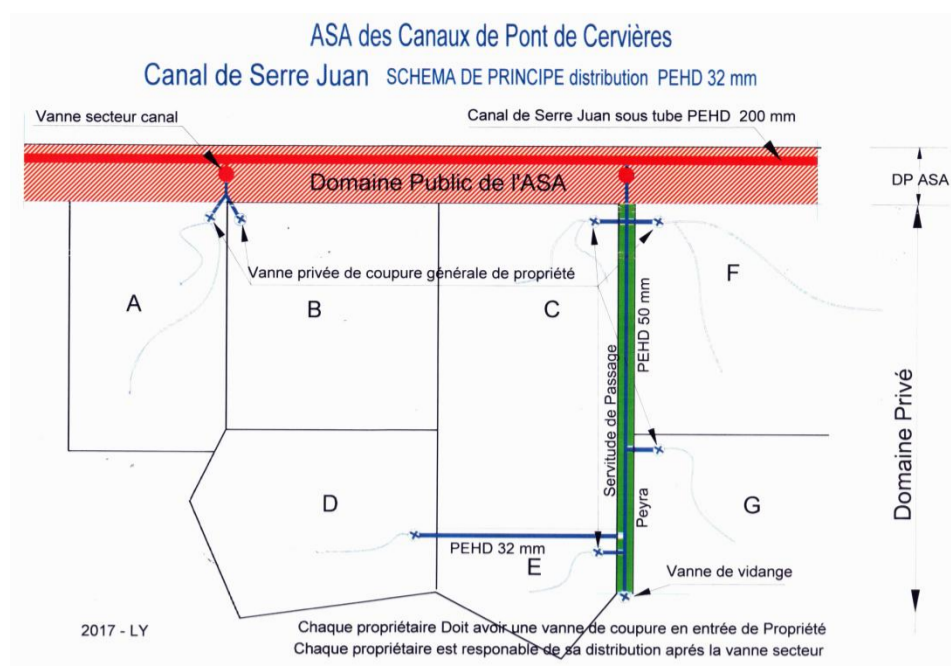 ASA des Canaux de Pont de Cervières
Canal de Serre Juan SCHEMA DE PRINCIPE distribution PEHD 32 mm
Vanne secteur canal
Canal de Serre Juan sous tube PEHD 200 mm
Domaine Public de l'ASA
DP ASA
Vanne privée de coupure générale de propriété
A
B
C
F
PEHD 50 mm
Servitude de Passage
Domaine Privé
D
Peyra
G
PEHD 32 mm
E
Vanne de vidange
2017 - LY
Chaque propriétaire Doit avoir une vanne de coupure en entrée de Propriété
Chaque propriétaire est responable de sa distribution aprés la vanne secteur